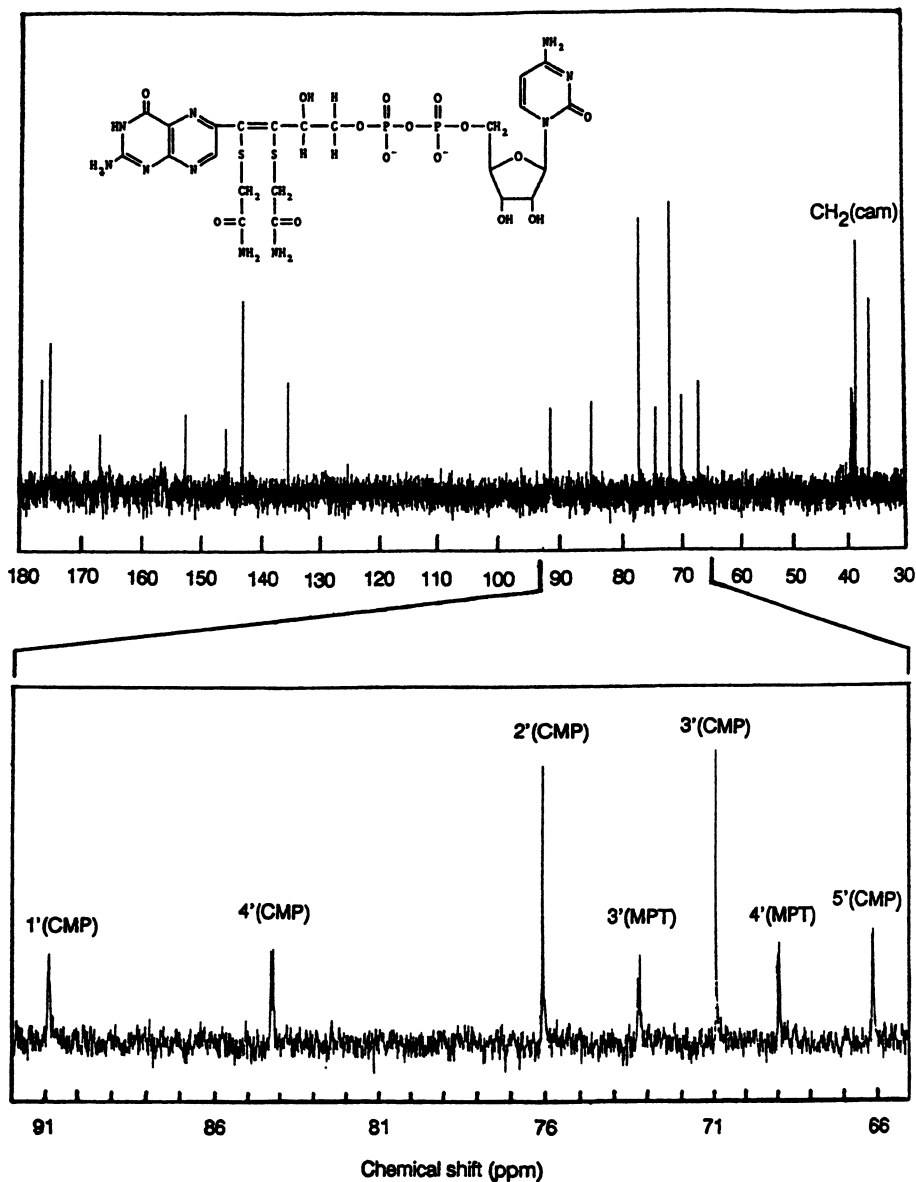 NH₂
N
O
N
O
OH H O O
HN N C=C-C-C-O-P-O-P-O-CH₂
H₂N N N S S H H O⁻ O⁻
O
CH₂ CH₂
OH OH
O=C C=O
NH₂ NH₂
CH₂(cam)
180 170 160 150 140 130 120 110 100 90 80 70 60 50 40 30
2'(CMP) 3'(CMP)
1'(CMP) 4'(CMP) 3'(MPT) 4'(MPT) 5'(CMP)
91 86 81 76 71 66
Chemical shift (ppm)